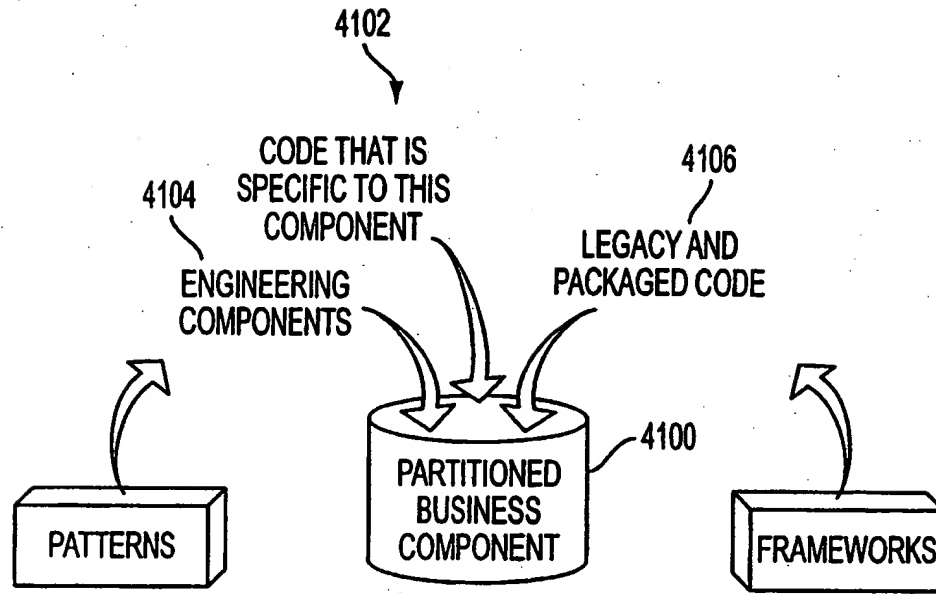 4102
CODE THAT IS
SPECIFIC TO THIS
COMPONENT
4104
ENGINEERING
COMPONENTS
4106
LEGACY AND
PACKAGED CODE
4100
PARTITIONED
BUSINESS
COMPONENT
PATTERNS
FRAMEWORKS